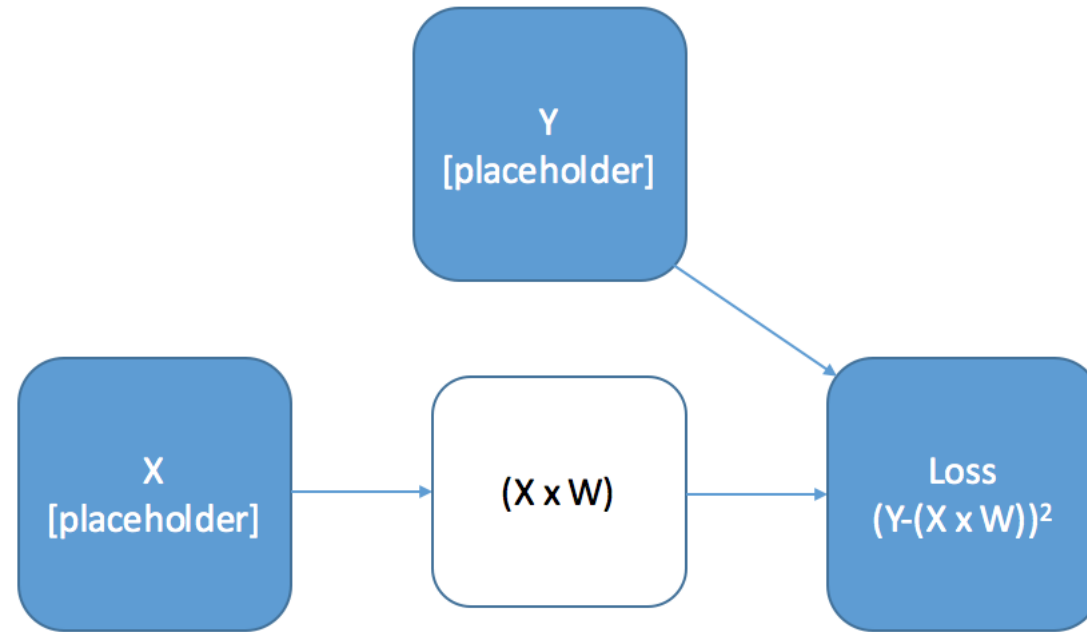 Y
[placeholder]
X
[placeholder]
(X x W)
Loss
(Y-(X x W))²